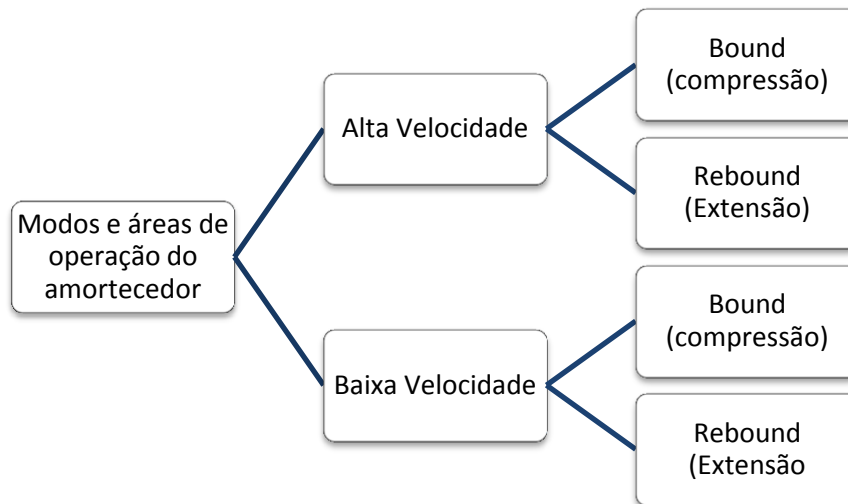 Modos e áreas de
operação do
amortecedor
Alta Velocidade
Bound
(compressão)
Rebound
(Extensão)
Baixa Velocidade
Bound
(compressão)
Rebound
(Extensão